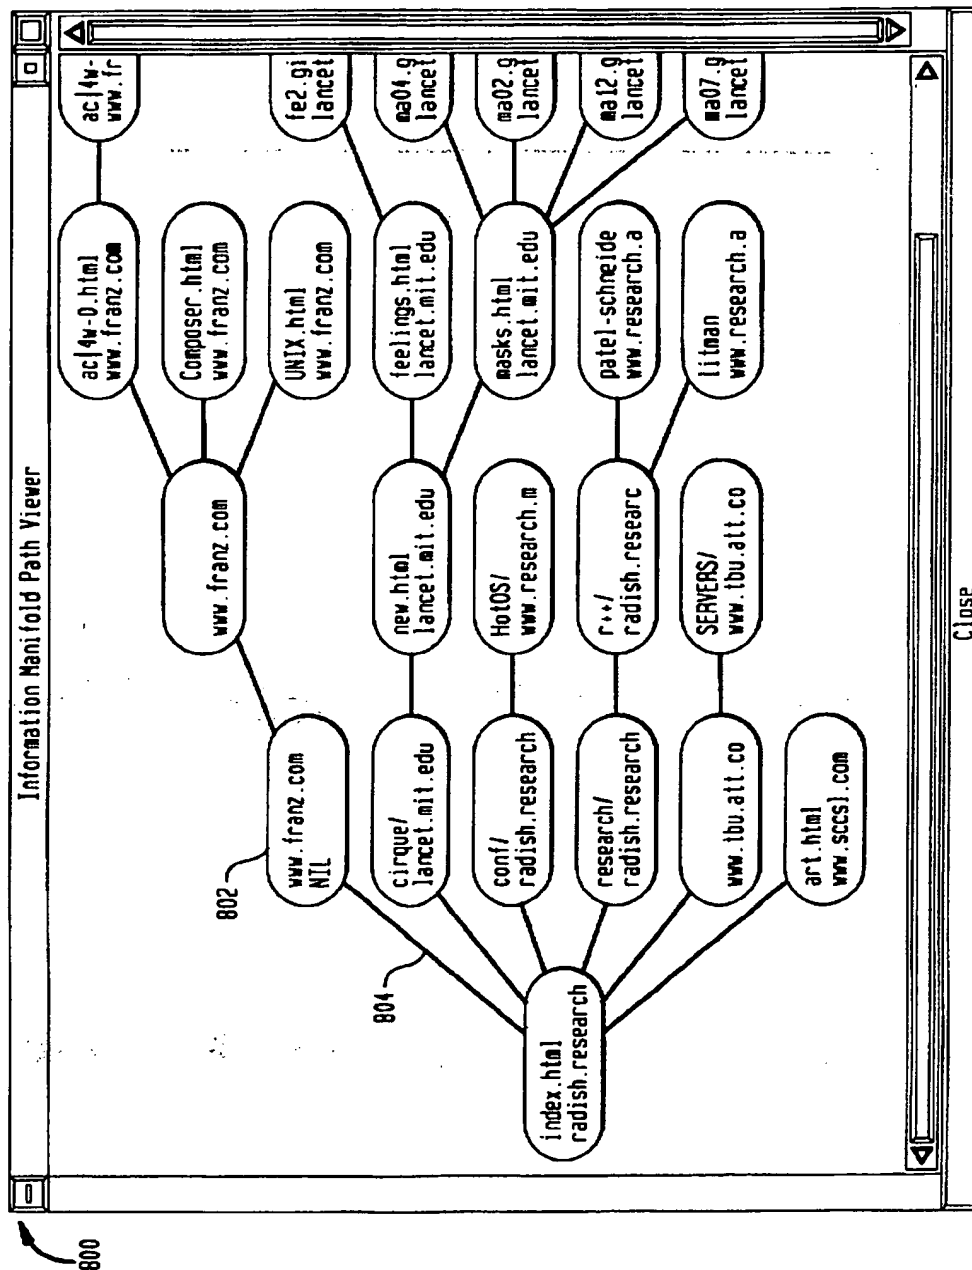 800
Information Manifold Path Viewer
802
804
index.html
radish.research
www.franz.com
NIL
cirque/
lancet.mit.edu
conf/
radish.research
research/
radish.research
www.tbu.att.co
art.html
www.sccsl.com
www.franz.com
new.html
lancet.mit.edu
HotOS/
www.research.m
r++/
radish.researc
SERVERS/
www.tbu.att.co
acl4w-D.html
www.franz.com
Composer.html
www.franz.com
UNIX.html
www.franz.com
feelings.html
lancet.mit.edu
masks.html
lancet.mit.edu
patel-schneide
www.research.a
litman
www.research.a
acl4w-
www.fr
fe2.gi
lancet
ma04.g
lancet
ma02.g
lancet
ma12.g
lancet
ma07.g
lancet
Close